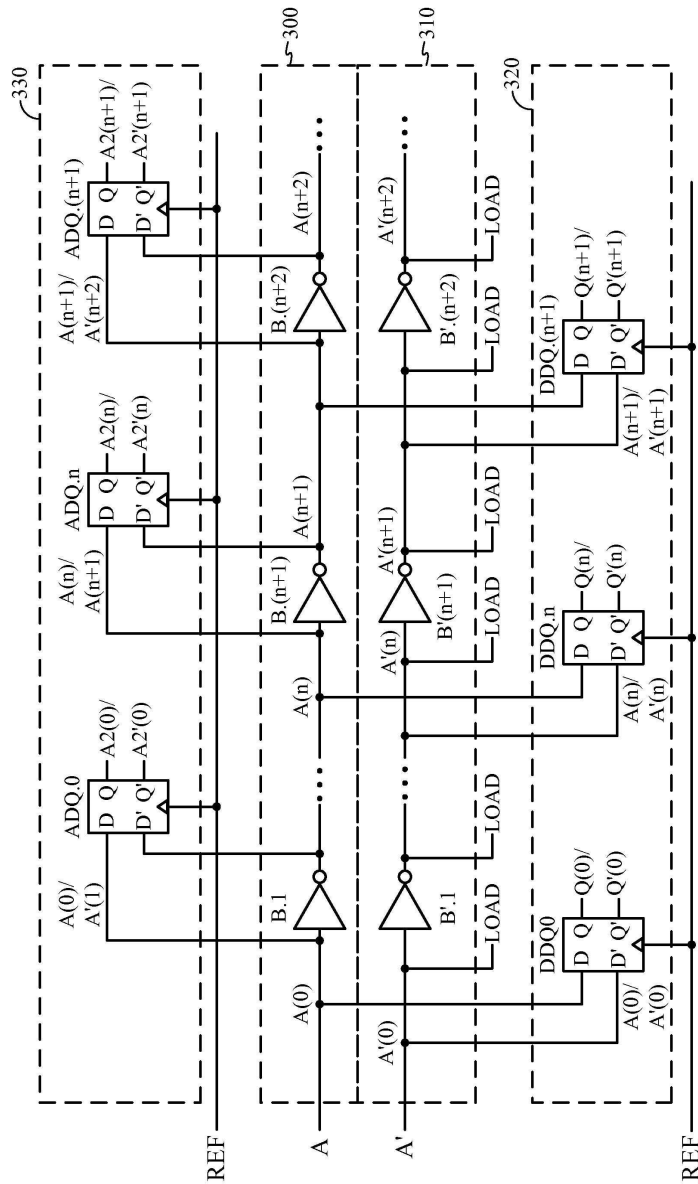 330
ADQ.0
A(0)/
A'(1)
D Q
D' Q'
A2(0)/
A2'(0)
ADQ.n
A(n)/
A(n+1)
D Q
D' Q'
A2(n)/
A2'(n)
ADQ.(n+1)
A(n+1)/
A'(n+2)
D Q
D' Q'
A2(n+1)/
A2'(n+1)
REF
300
A
A(0)
B.1
...
A(n)
B.(n+1)
A(n+1)
B.(n+2)
A(n+2)
...
310
A'
A'(0)
B'.1
LOAD
LOAD
...
A'(n)
B'(n+1)
A'(n+1)
LOAD
LOAD
B'.(n+2)
A'(n+2)
LOAD
LOAD
...
320
DDQ0
A(0)/
A'(0)
D Q
D' Q'
Q(0)/
Q'(0)
DDQ.n
A(n)/
A'(n)
D Q
D' Q'
Q(n)/
Q'(n)
DDQ.(n+1)
A(n+1)/
A'(n+1)
D Q
D' Q'
Q(n+1)/
Q'(n+1)
REF